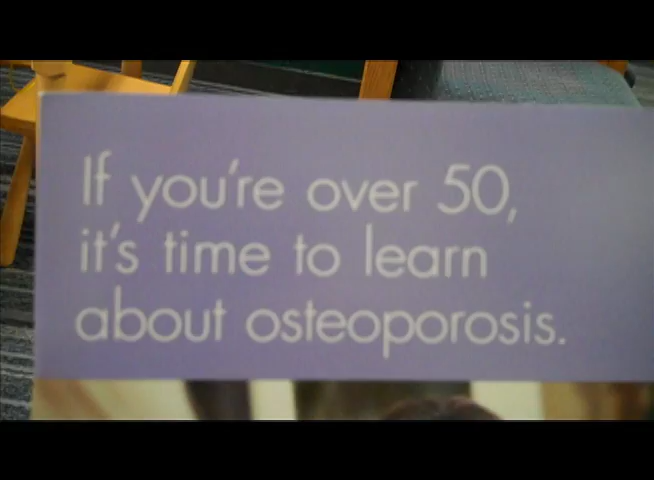 If you're over 50,
it's time to learn
about osteoporosis.